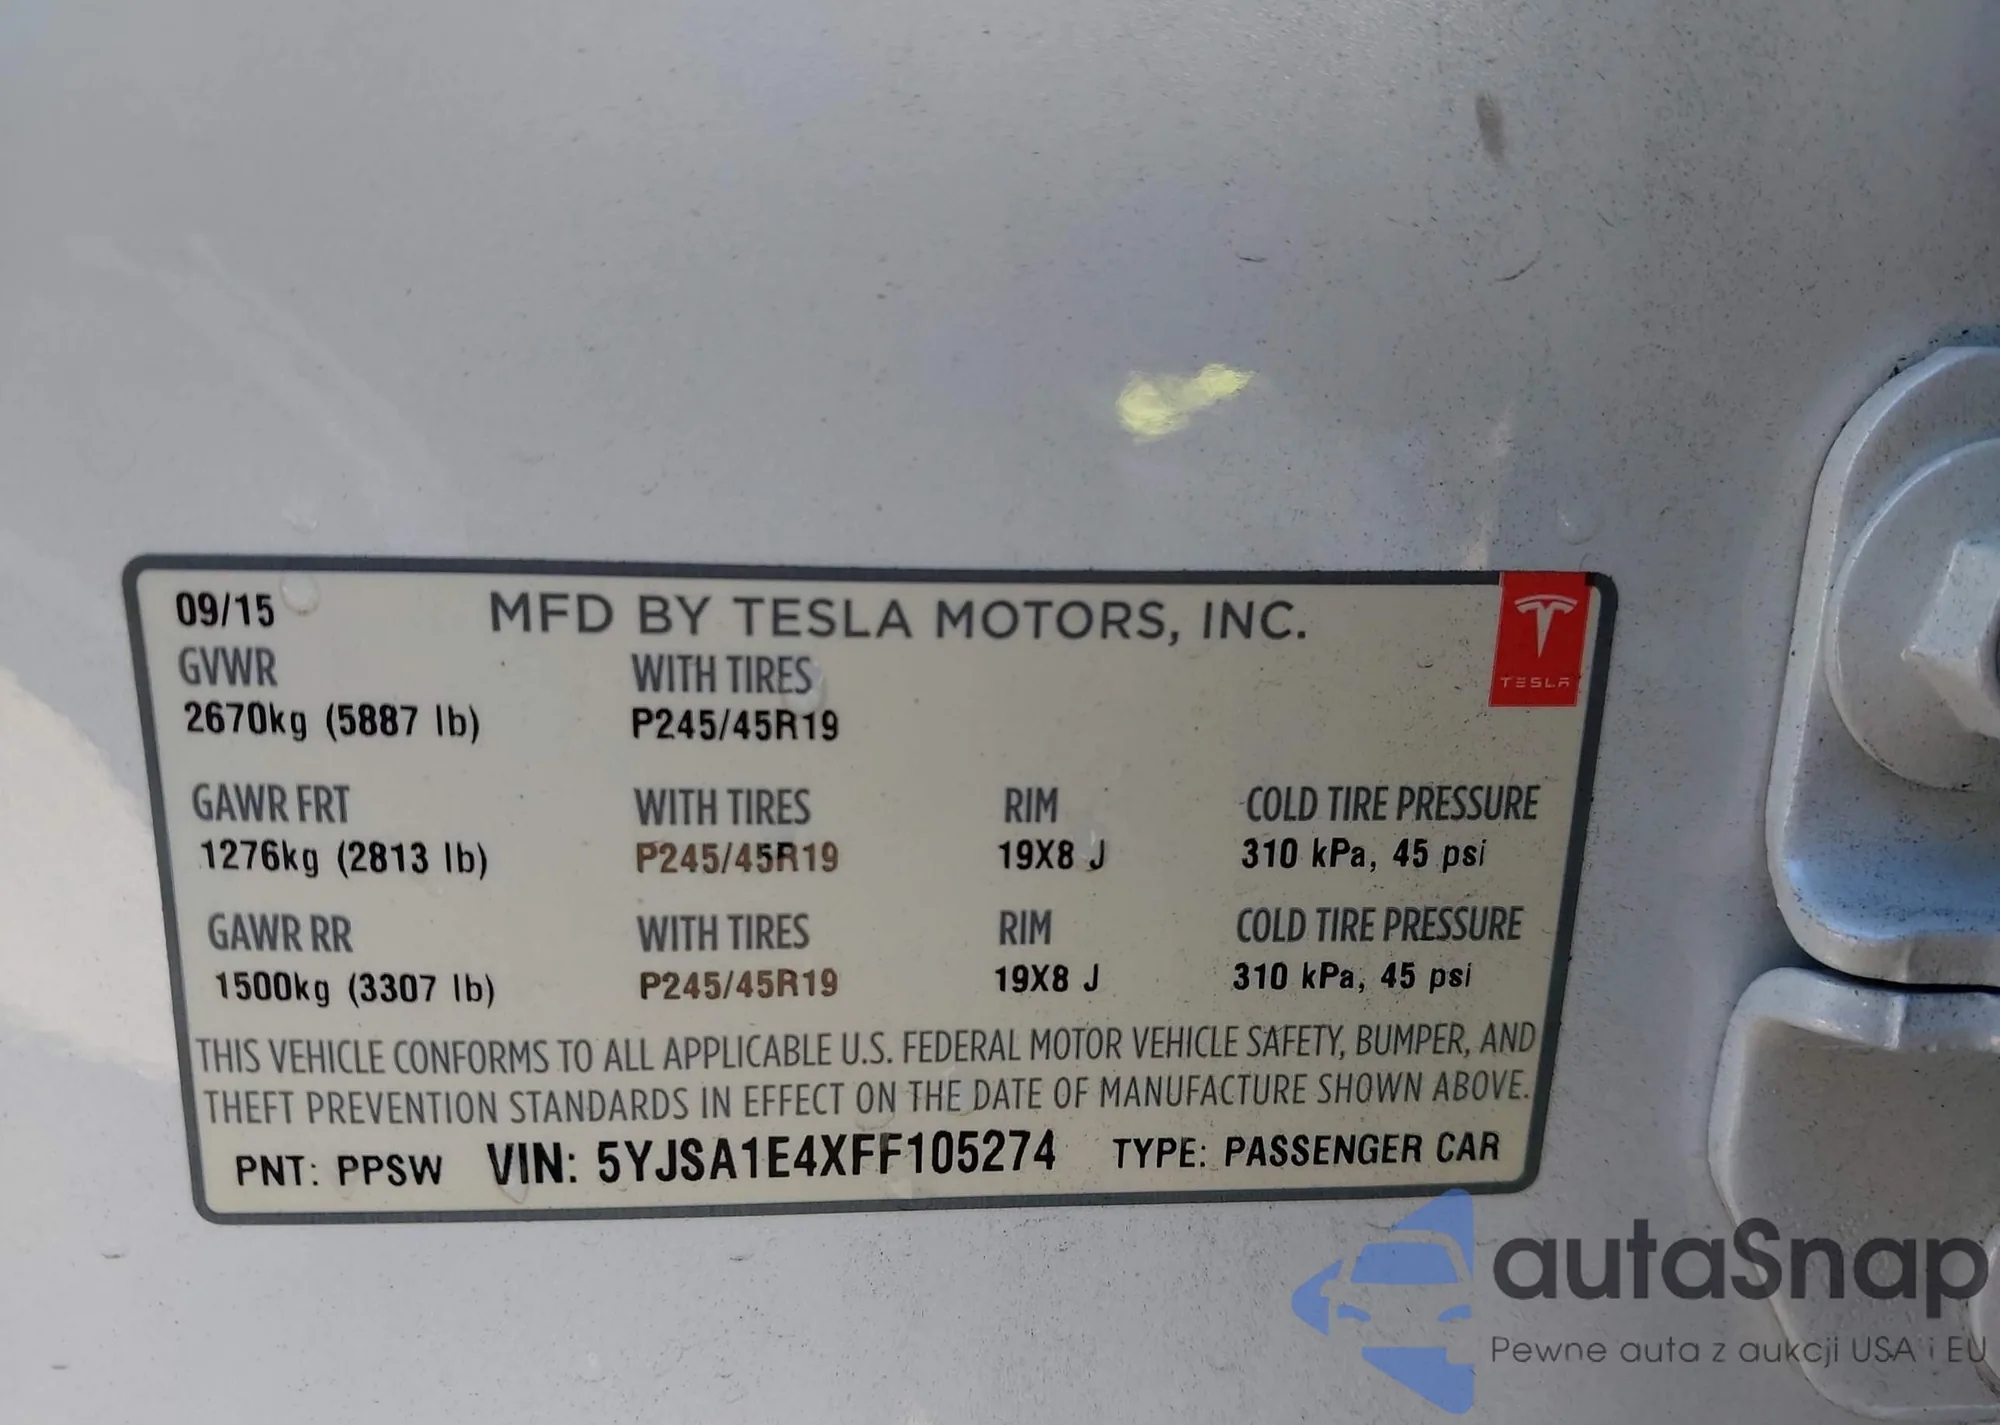 09/15 MFD BY TESLA MOTORS, INC.
TESLA
GVWR WITH TIRES
2670kg (5887 lb) P245/45R19
GAWR FRT WITH TIRES RIM COLD TIRE PRESSURE
1276kg (2813 lb) P245/45R19 19X8 J 310 kPa, 45 psi
GAWR RR WITH TIRES RIM COLD TIRE PRESSURE
1500kg (3307 lb) P245/45R19 19X8 J 310 kPa, 45 psi
THIS VEHICLE CONFORMS TO ALL APPLICABLE U.S. FEDERAL MOTOR VEHICLE SAFETY, BUMPER, AND
THEFT PREVENTION STANDARDS IN EFFECT ON THE DATE OF MANUFACTURE SHOWN ABOVE.
PNT: PPSW VIN: 5YJSA1E4XFF105274 TYPE: PASSENGER CAR
autaSnap
Pewne auta z aukcji USA i EU